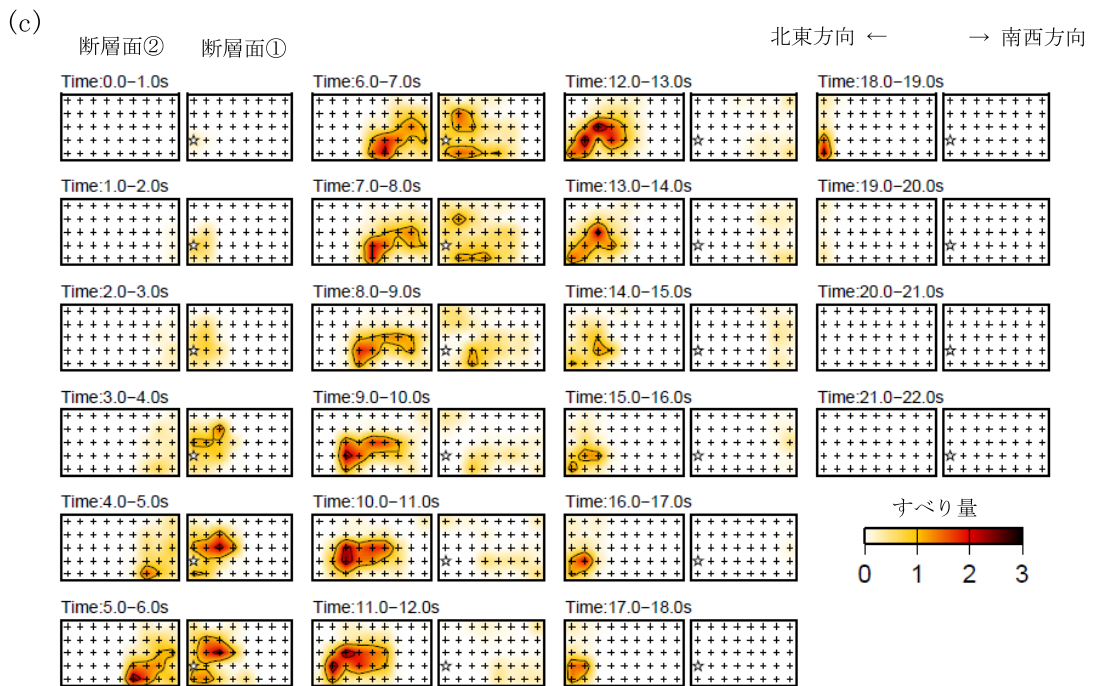 (c)
断層面② 断層面①
北東方向 ← → 南西方向
Time:0.0−1.0s
Time:1.0−2.0s
Time:2.0−3.0s
Time:3.0−4.0s
Time:4.0−5.0s
Time:5.0−6.0s
Time:6.0−7.0s
Time:7.0−8.0s
Time:8.0−9.0s
Time:9.0−10.0s
Time:10.0−11.0s
Time:11.0−12.0s
Time:12.0−13.0s
Time:13.0−14.0s
Time:14.0−15.0s
Time:15.0−16.0s
Time:16.0−17.0s
Time:17.0−18.0s
Time:18.0−19.0s
Time:19.0−20.0s
Time:20.0−21.0s
Time:21.0−22.0s
すべり量
0 1 2 3